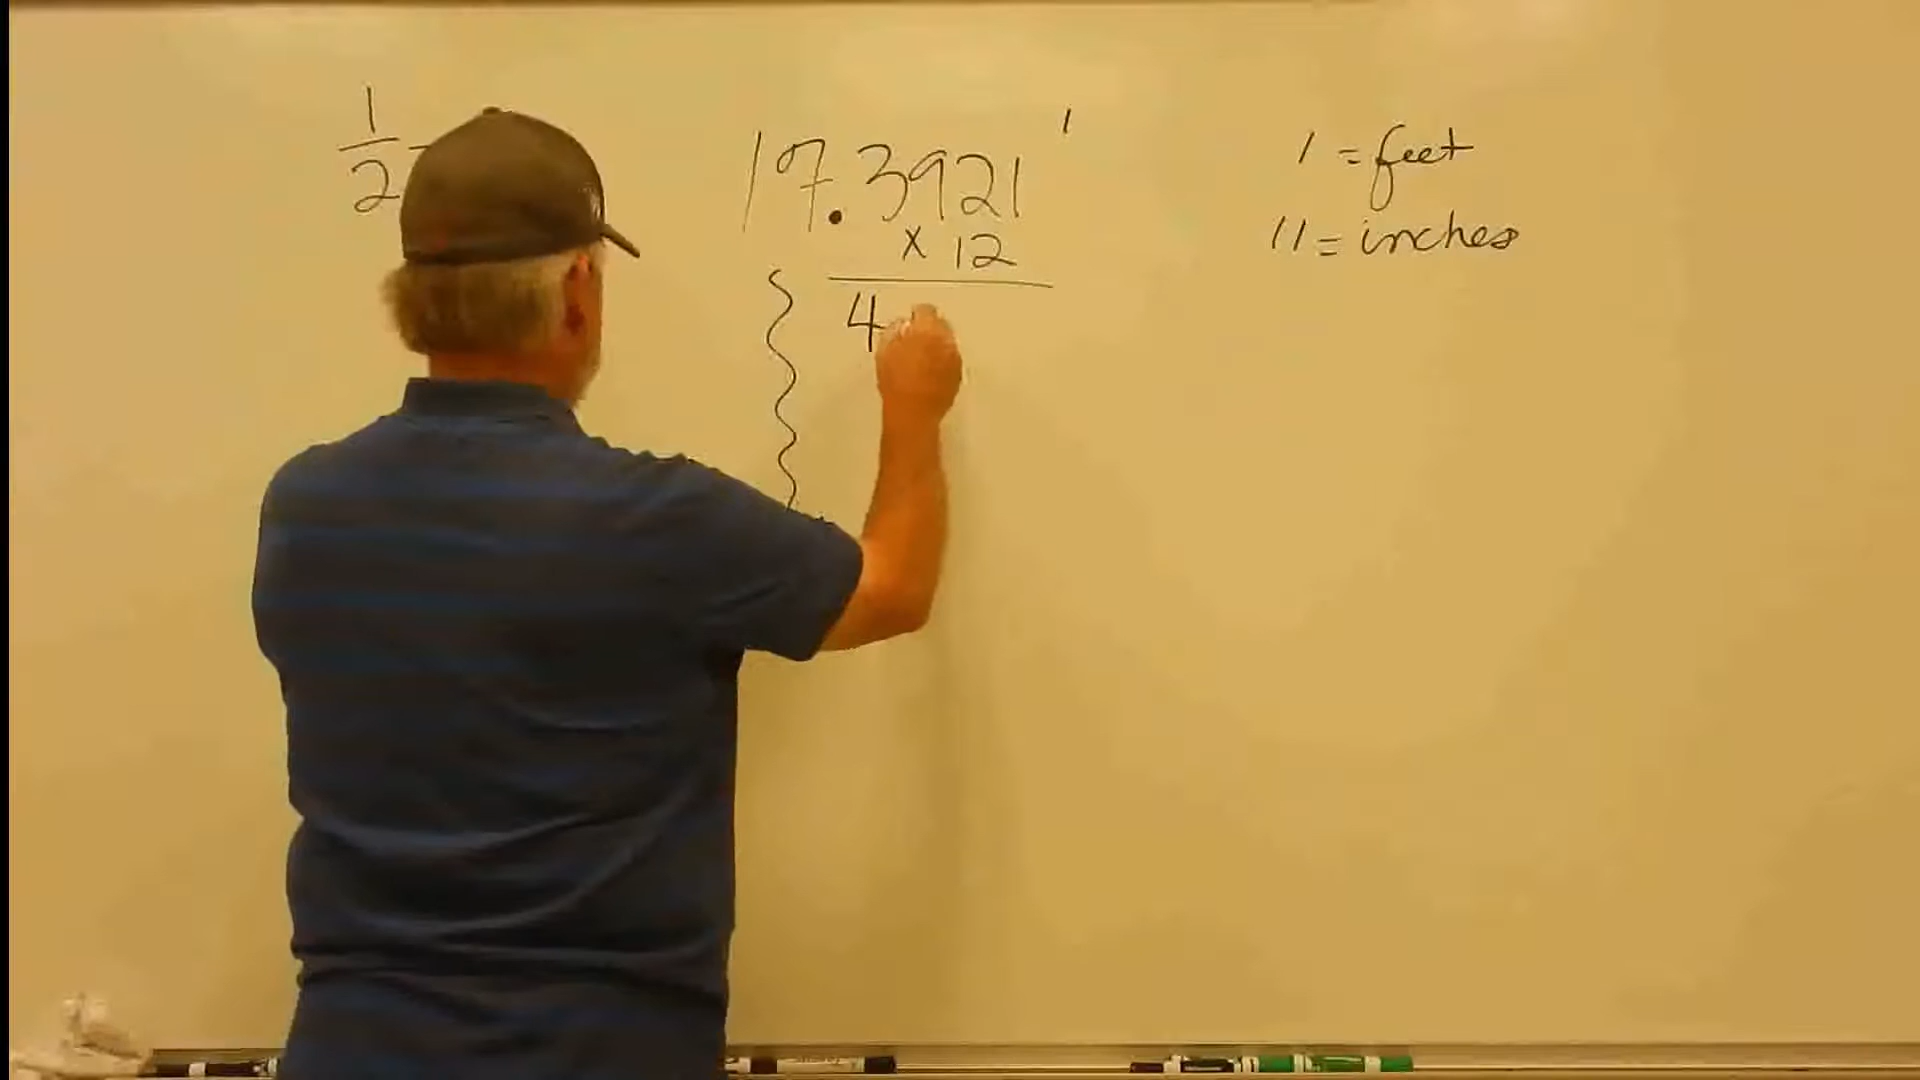 1/2
17.3921'
x 12
4
' = feet
'' = inches